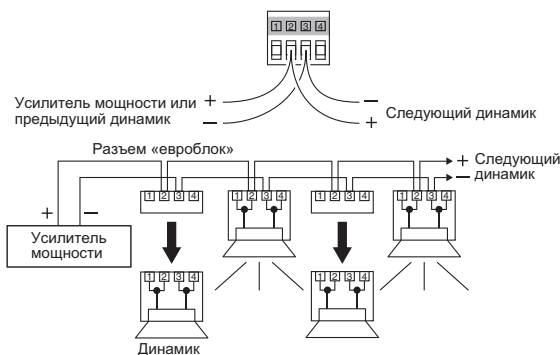 1 2 3 4
Усилитель мощности или
предыдущий динамик
+
−
−
+
Следующий динамик
Разъем «евроблок»
+ Следующий
− динамик
1 2 3 4
1 2 3 4
1 2 3 4
1 2 3 4
+ −
Усилитель
мощности
1 2 3 4
1 2 3 4
Динамик